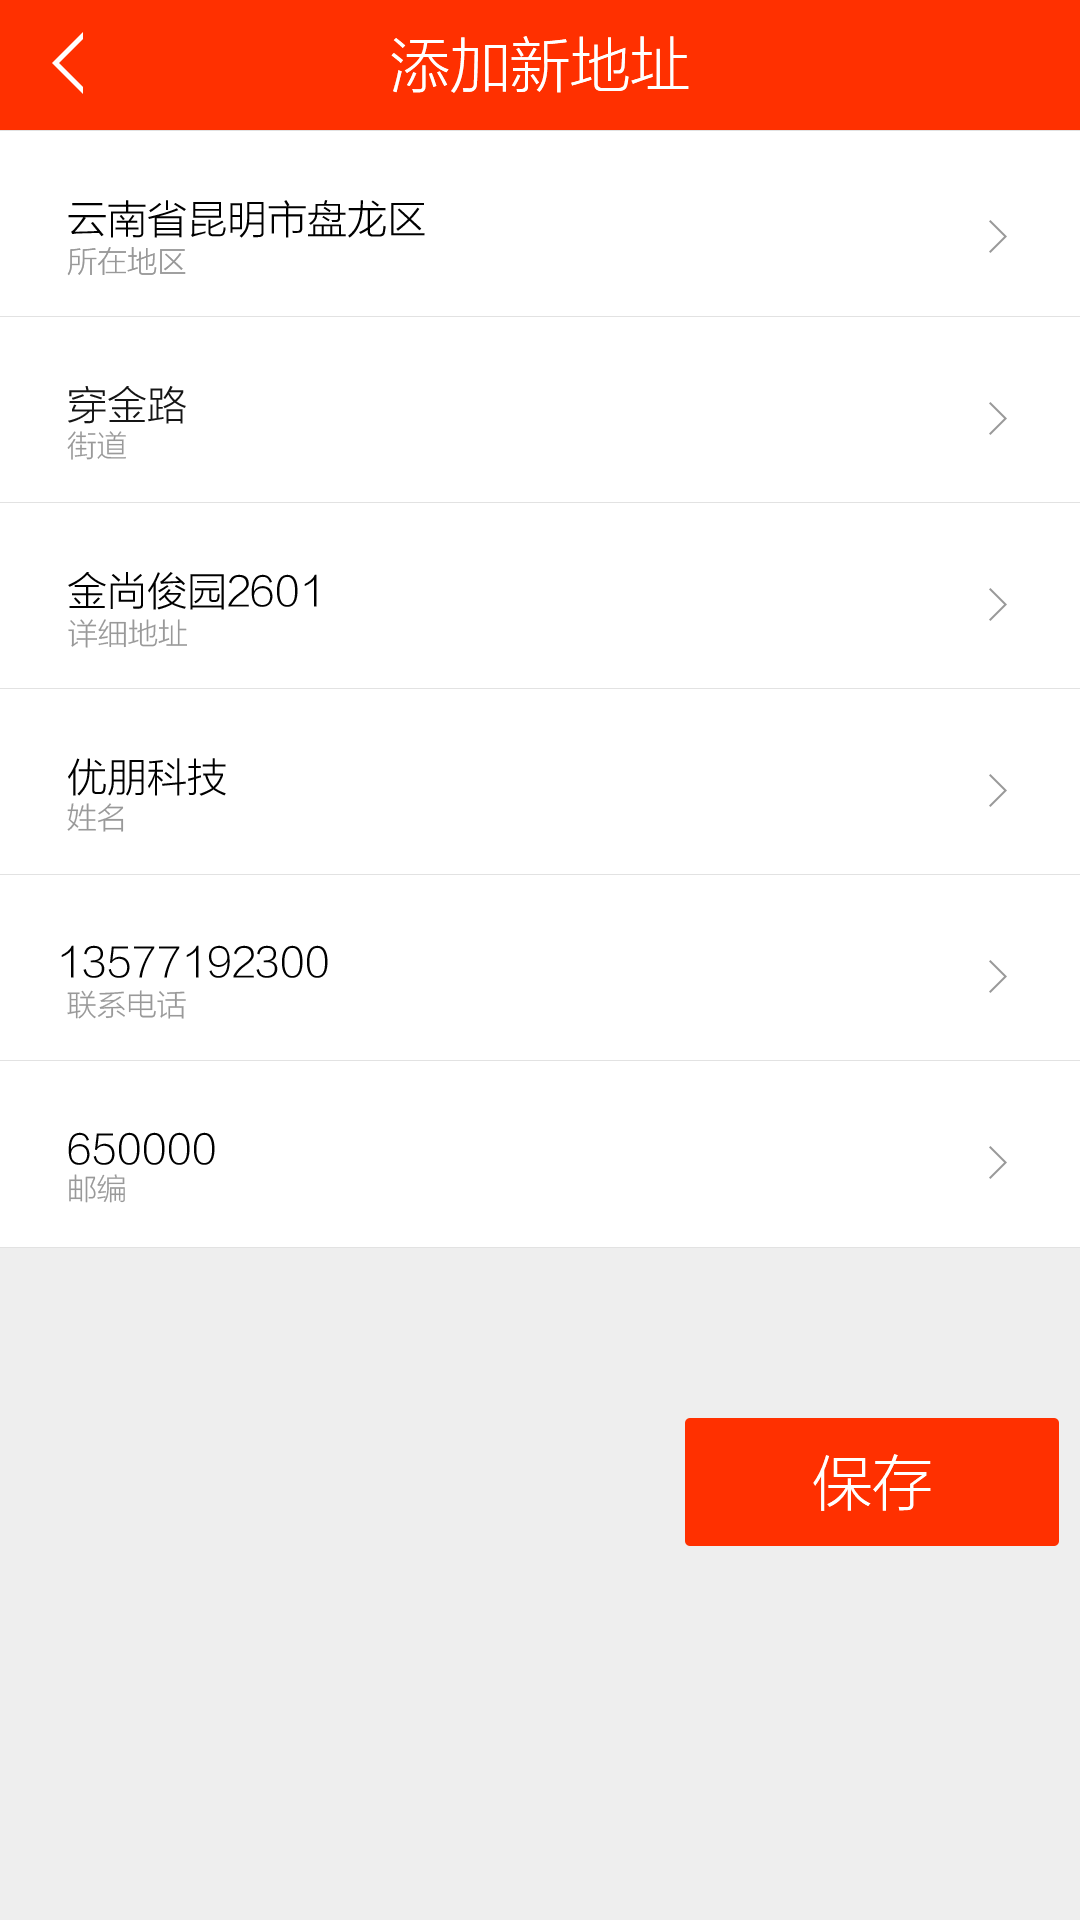 添加新地址
云南省昆明市盘龙区
所在地区
穿金路
街道
金尚俊园2601
详细地址
优朋科技
姓名
13577192300
联系电话
650000
邮编
保存